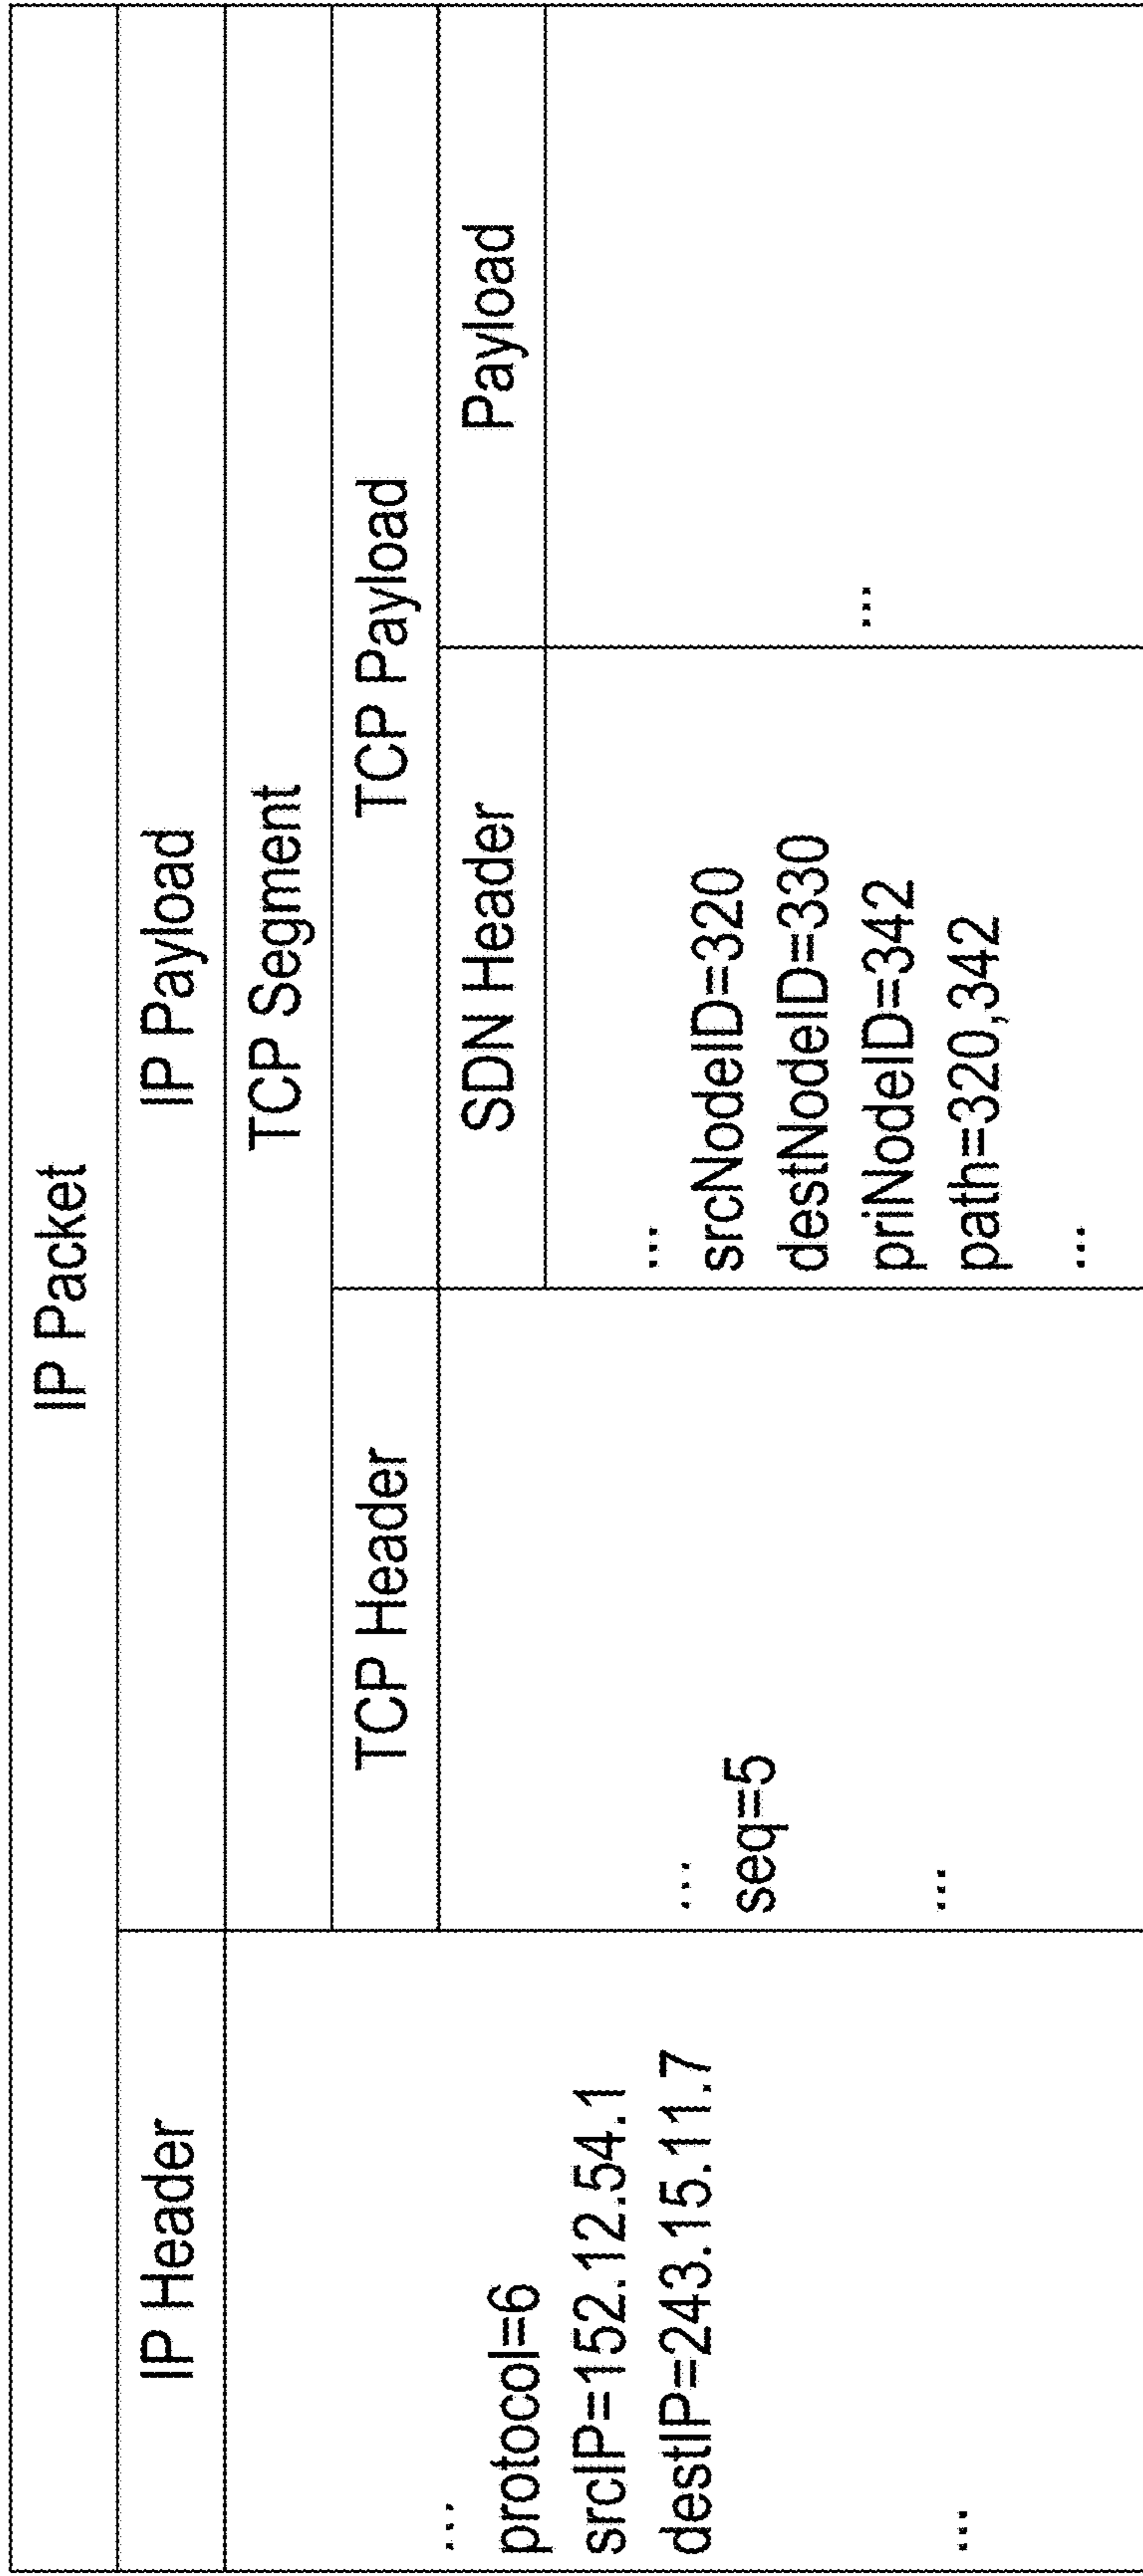 IP Packet
IP Header
IP Payload
TCP Segment
TCP Header
TCP Payload
SDN Header
Payload
...
protocol=6
srcIP=152.12.54.1
destIP=243.15.11.7
...
...
seq=5
...
...
srcNodeID=320
destNodeID=330
priNodeID=342
path=320,342
...
...